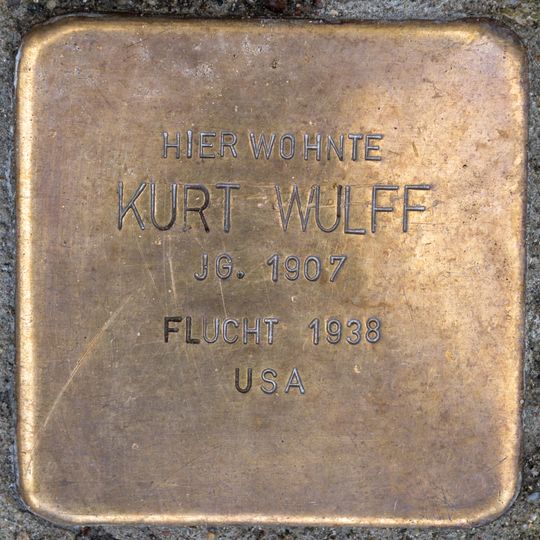 HIER WOHNTE
KURT WULFF
JG. 1907
FLUCHT 1938
USA